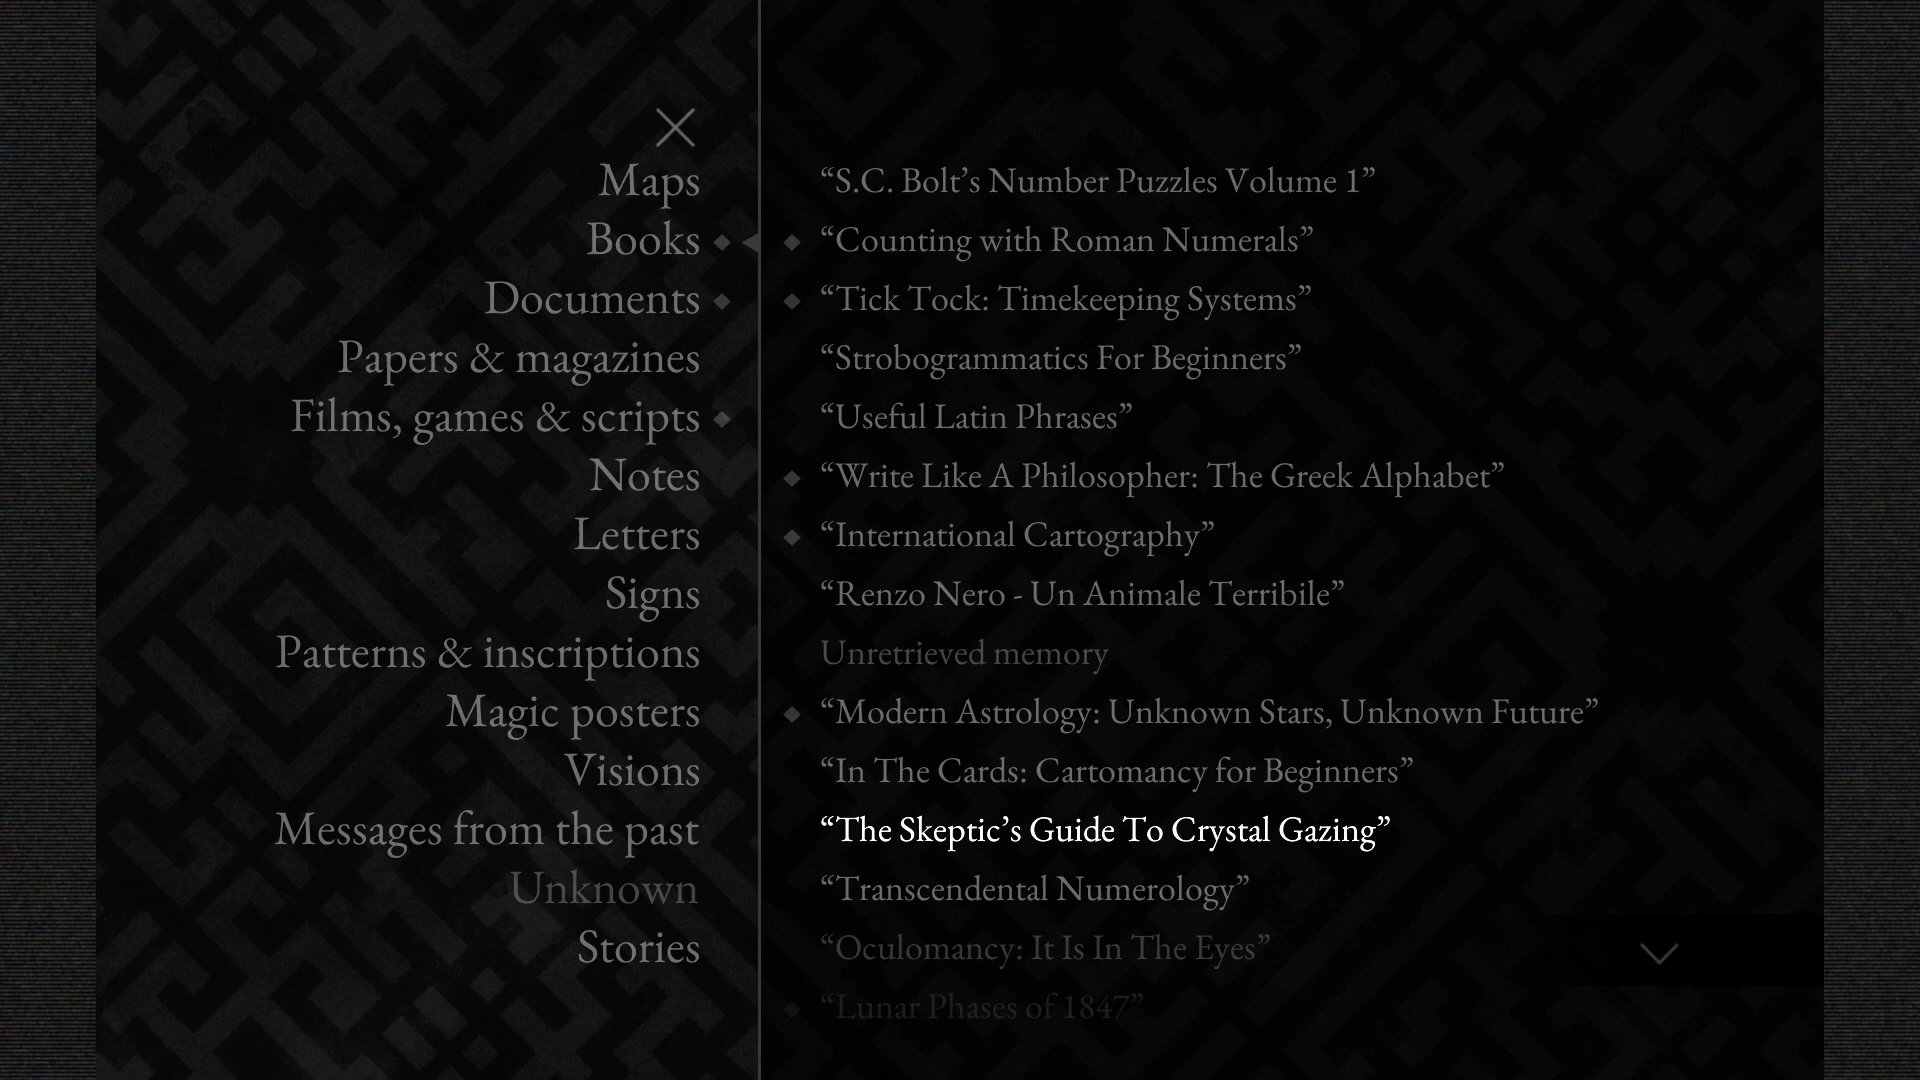 Maps
Books
Documents
Papers & magazines
Films, games & scripts
Notes
Letters
Signs
Patterns & inscriptions
Magic posters
Visions
Messages from the past
Unknown
Stories
“S.C. Bolt’s Number Puzzles Volume 1”
“Counting with Roman Numerals”
“Tick Tock: Timekeeping Systems”
“Strobogrammatics For Beginners”
“Useful Latin Phrases”
“Write Like A Philosopher: The Greek Alphabet”
“International Cartography”
“Renzo Nero - Un Animale Terribile”
Unretrieved memory
“Modern Astrology: Unknown Stars, Unknown Future”
“In The Cards: Cartomancy for Beginners”
“The Skeptic’s Guide To Crystal Gazing”
“Transcendental Numerology”
“Oculomancy: It Is In The Eyes”
“Lunar Phases of 1847”